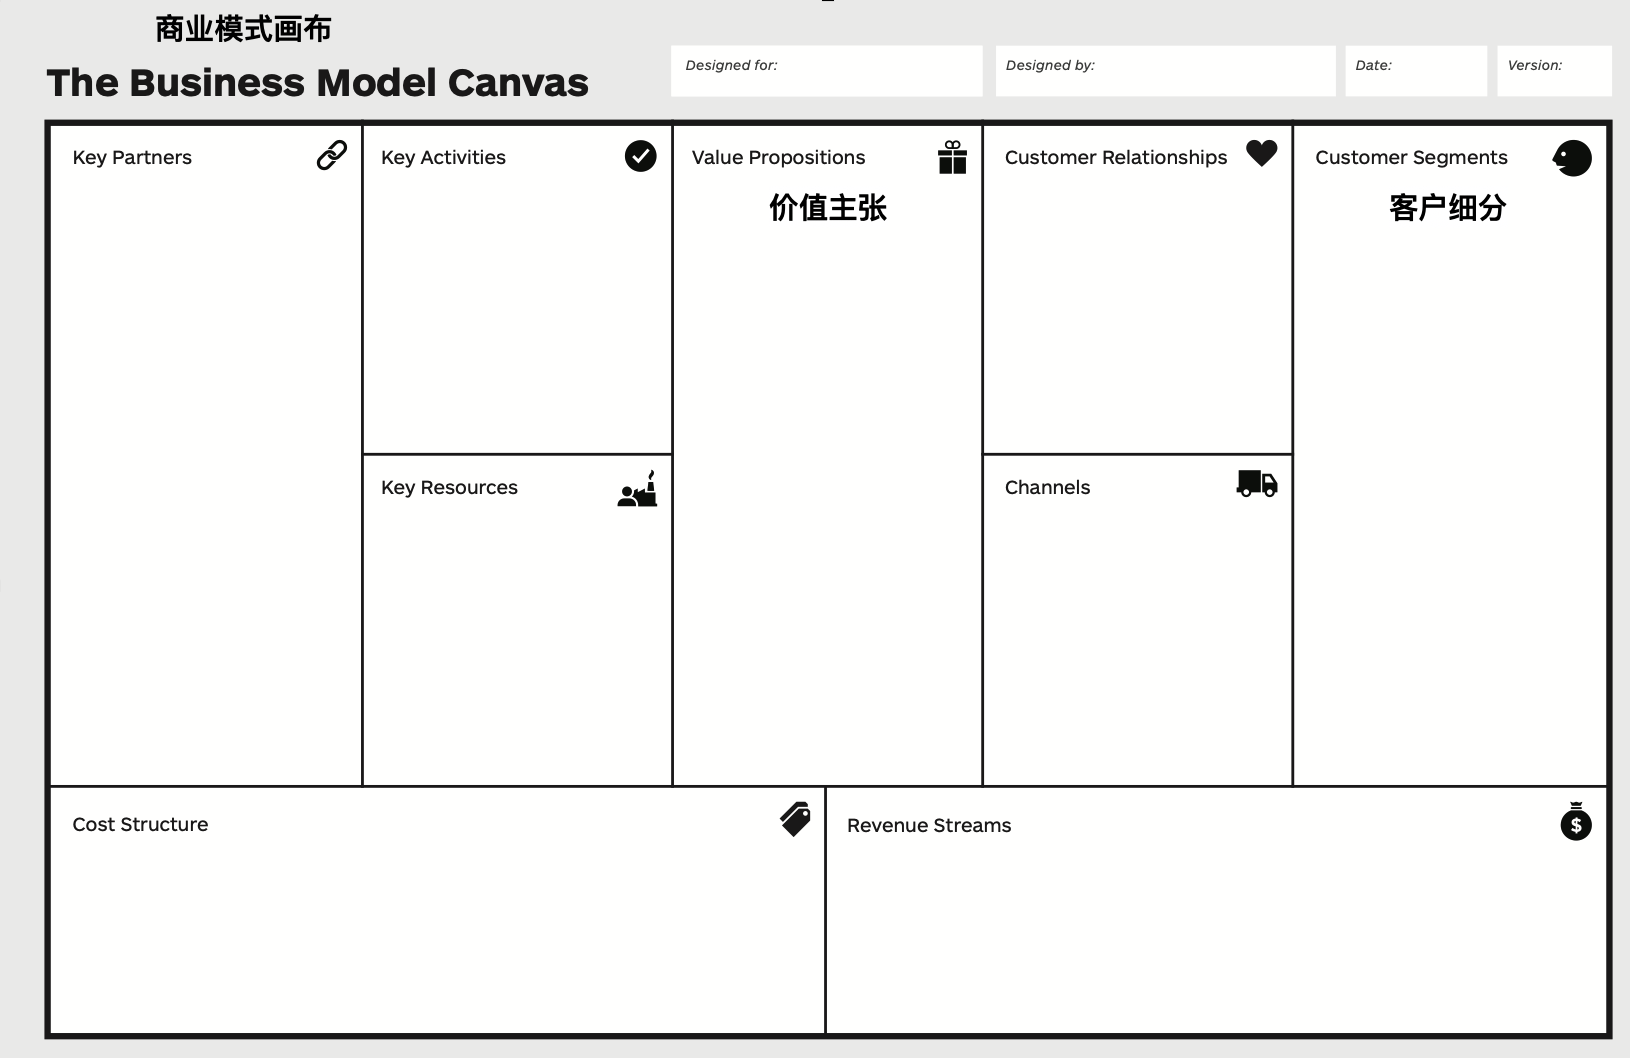 商业模式画布
The Business Model Canvas
Designed for:
Designed by:
Date:
Version:
Key Partners
Key Activities
Value Propositions
价值主张
Customer Relationships
Customer Segments
客户细分
Key Resources
Channels
Cost Structure
Revenue Streams
$